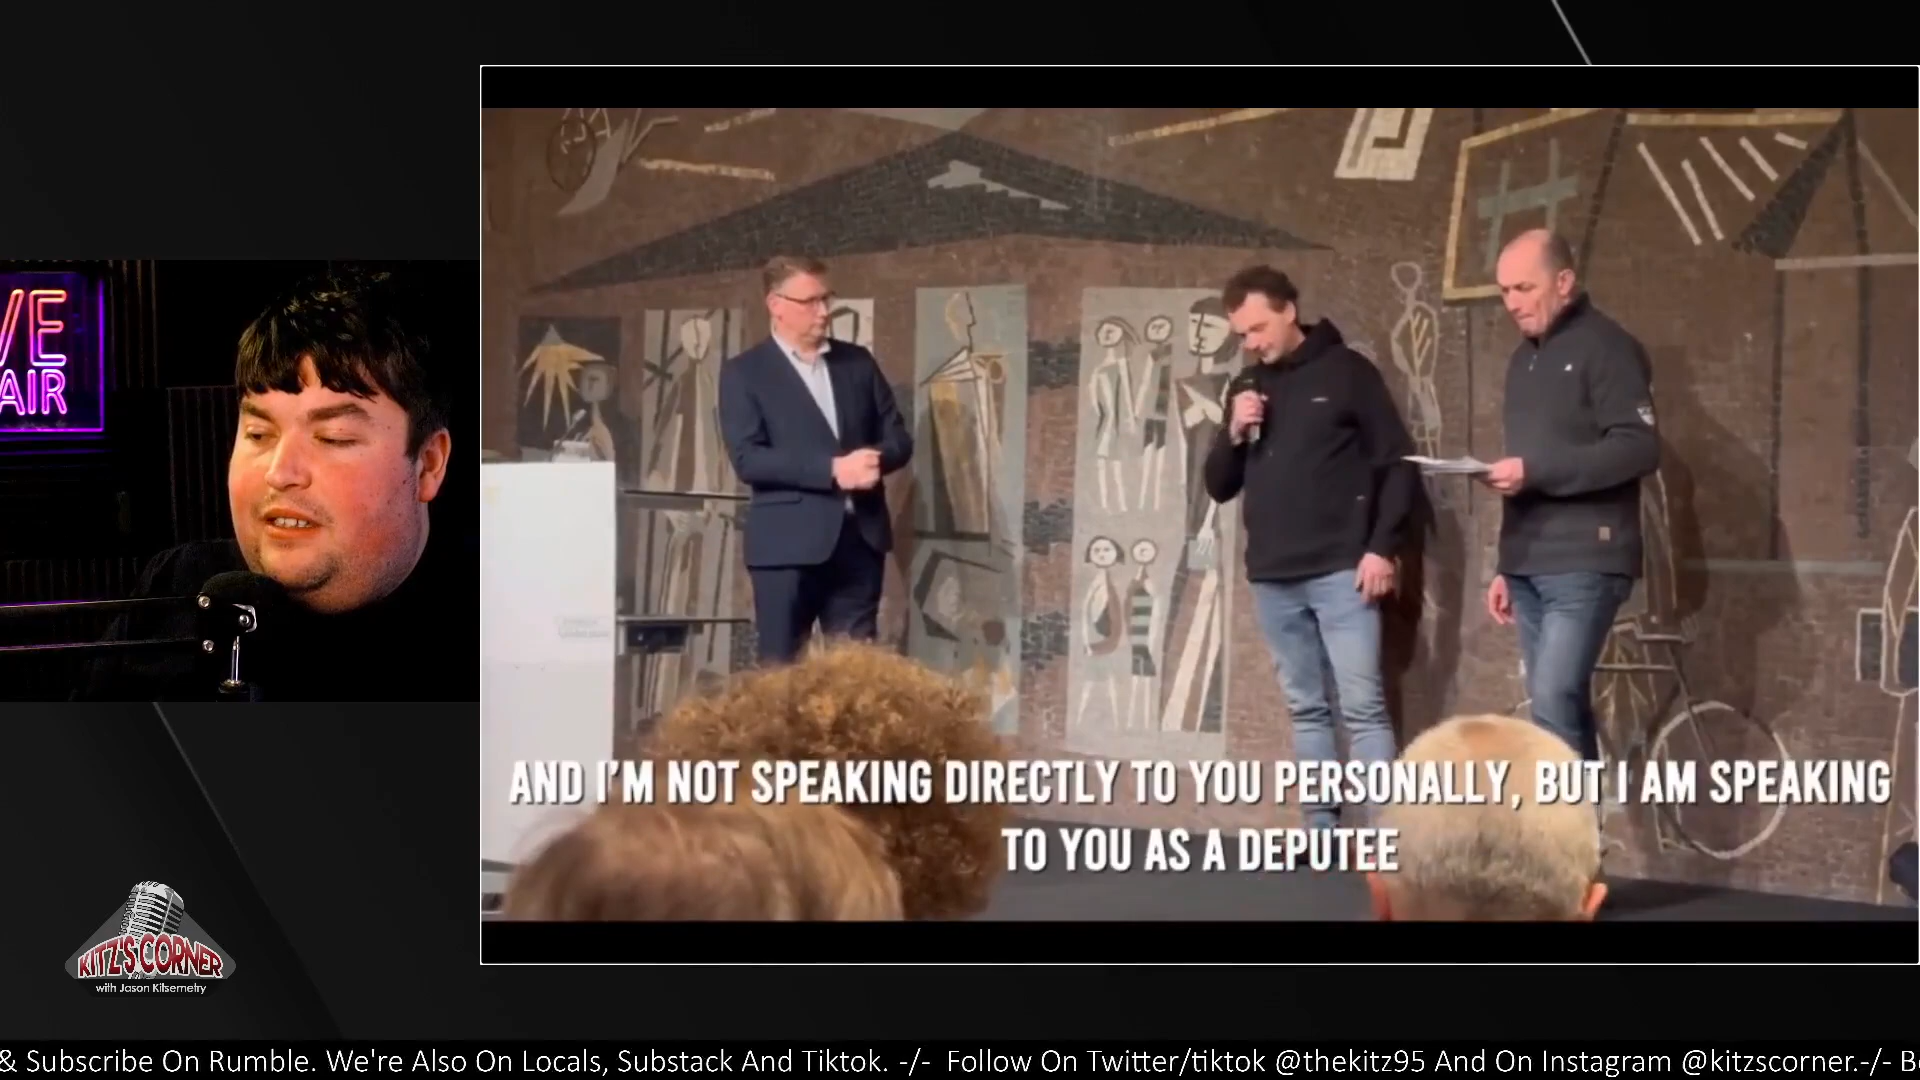 VE
AIR
AND I'M NOT SPEAKING DIRECTLY TO YOU PERSONALLY, BUT I AM SPEAKING
TO YOU AS A DEPUTEE
KITZ'S CORNER
with Jason Kitsemetry
& Subscribe On Rumble. We're Also On Locals, Substack And Tiktok. -/- Follow On Twitter/tiktok @thekitz95 And On Instagram @kitzscorner.-/- B